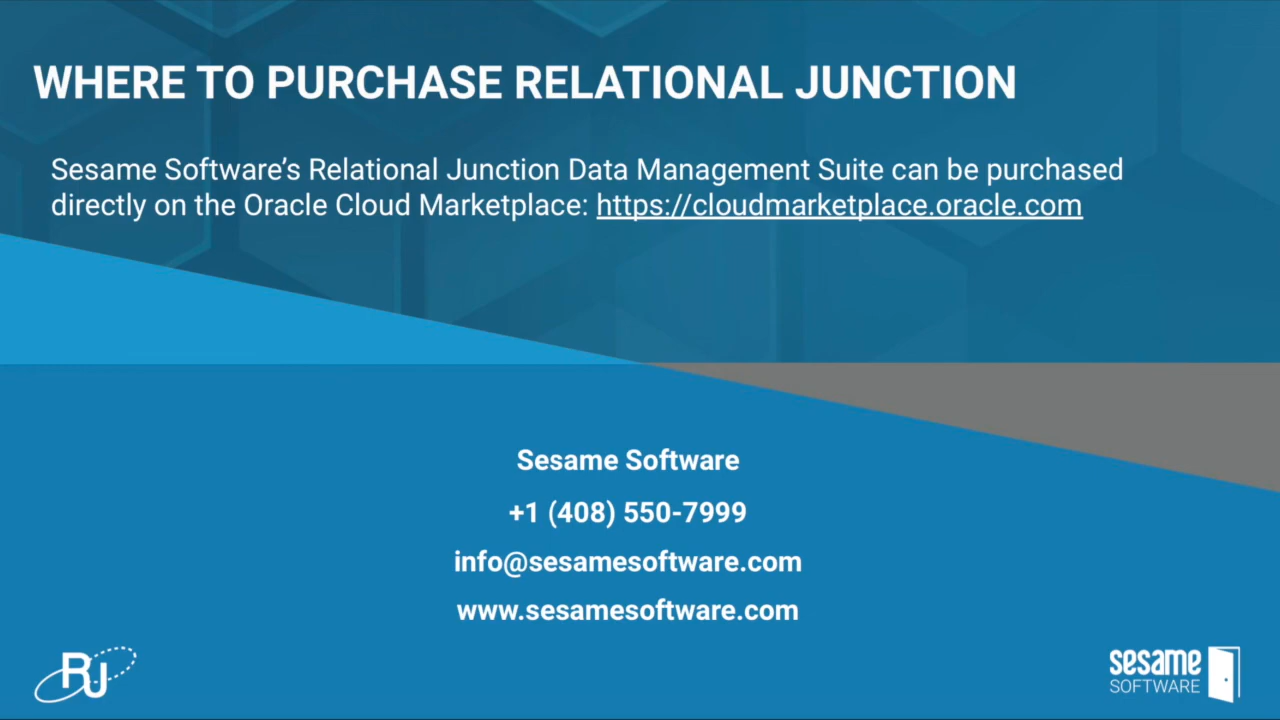 WHERE TO PURCHASE RELATIONAL JUNCTION
Sesame Software’s Relational Junction Data Management Suite can be purchased
directly on the Oracle Cloud Marketplace: https://cloudmarketplace.oracle.com
Sesame Software
+1 (408) 550-7999
info@sesamesoftware.com
www.sesamesoftware.com
RJ
sesame
SOFTWARE